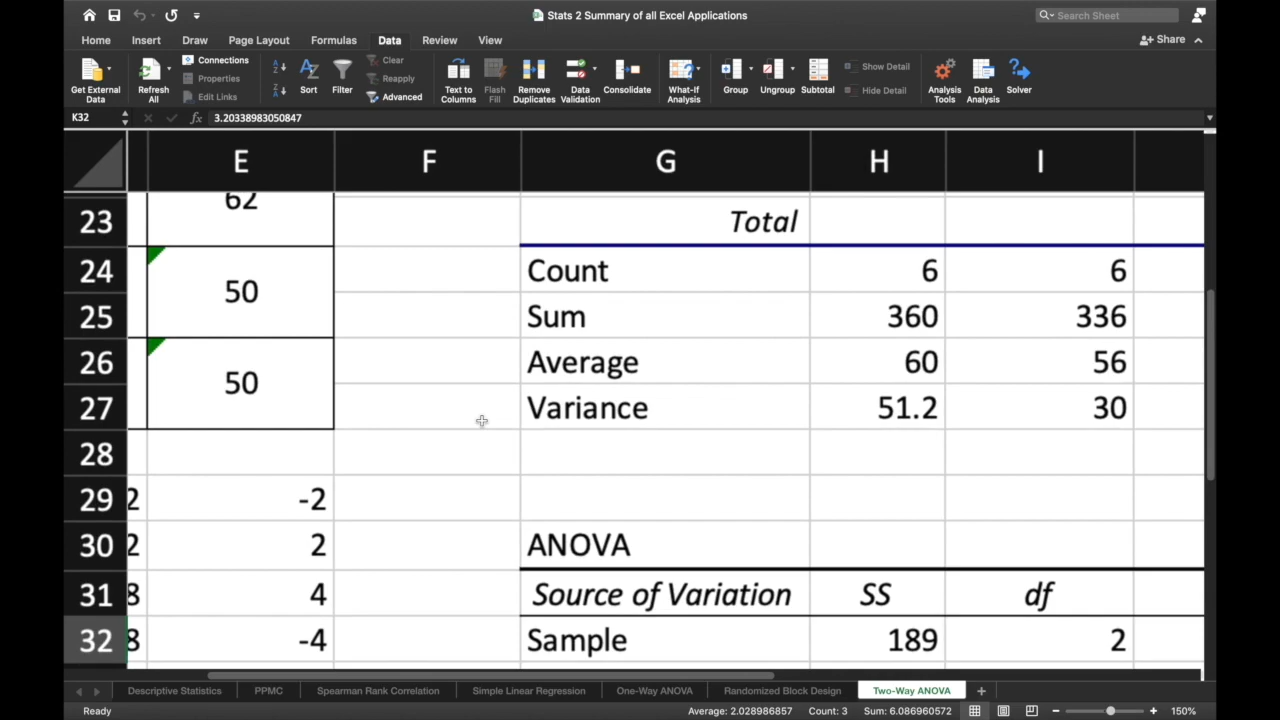 Stats 2 Summary of all Excel Applications
Search Sheet
Home Insert Draw Page Layout Formulas Data Review View
Share
Get External Data
Refresh All
Connections
Properties
Edit Links
Sort
Filter
Clear
Reapply
Advanced
Text to Columns
Flash Fill
Remove Duplicates
Data Validation
Consolidate
What-If Analysis
Group
Ungroup
Subtotal
Show Detail
Hide Detail
Analysis Tools
Data Analysis
Solver
K32 fx 3.20338983050847
E F G H I
62
23 Total
24 50 Count 6 6
25 Sum 360 336
26 50 Average 60 56
27 Variance 51.2 30
28
29 2 -2
30 2 2 ANOVA
31 8 4 Source of Variation SS df
32 8 -4 Sample 189 2
Descriptive Statistics PPMC Spearman Rank Correlation Simple Linear Regression One-Way ANOVA Randomized Block Design Two-Way ANOVA
Ready Average: 2.028986857 Count: 3 Sum: 6.086960572 150%